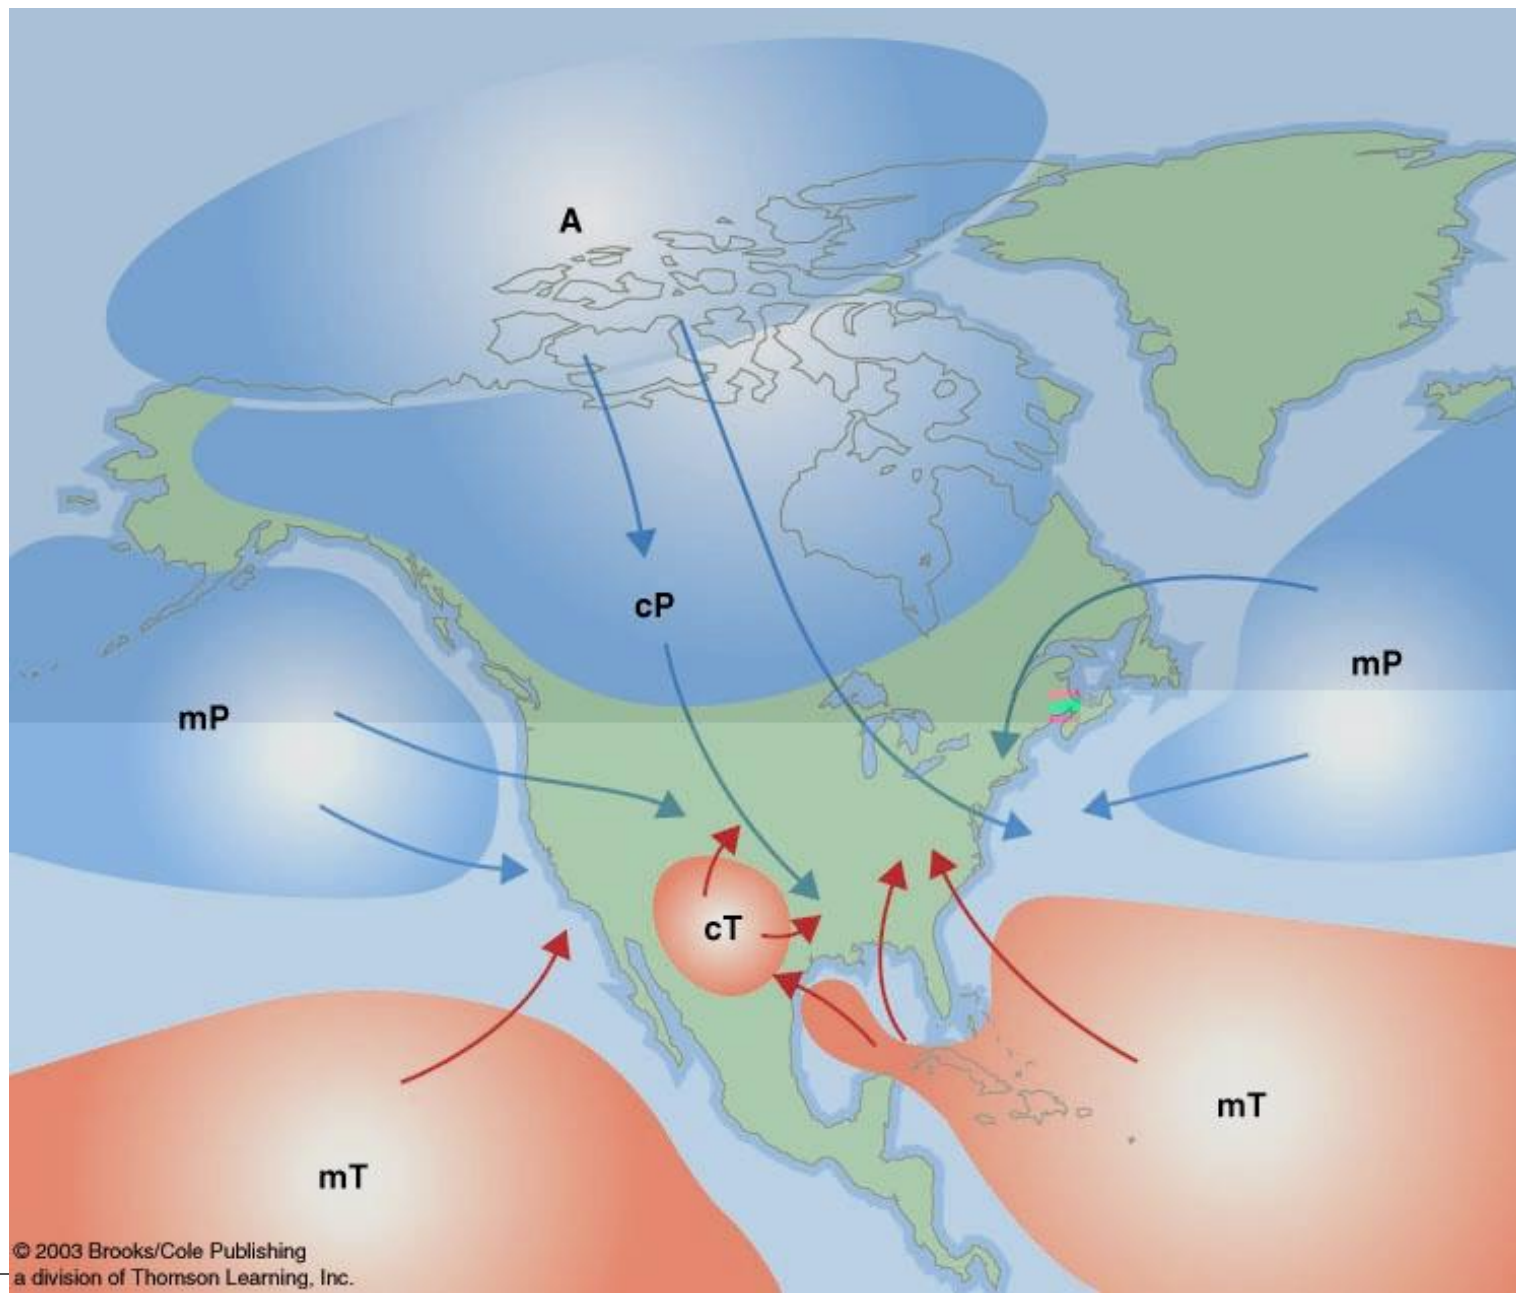 A
cP
mP
mP
cT
mT
mT
© 2003 Brooks/Cole Publishing
a division of Thomson Learning, Inc.